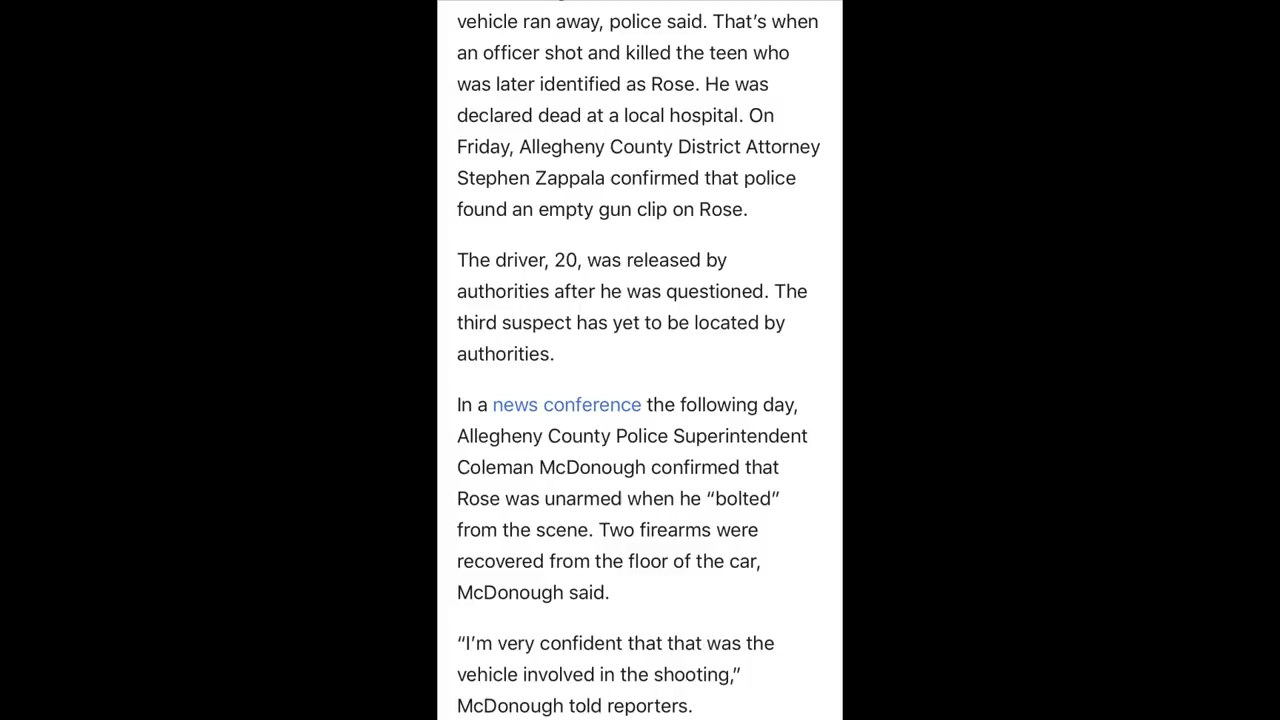 vehicle ran away, police said. That’s when
an officer shot and killed the teen who
was later identified as Rose. He was
declared dead at a local hospital. On
Friday, Allegheny County District Attorney
Stephen Zappala confirmed that police
found an empty gun clip on Rose.
The driver, 20, was released by
authorities after he was questioned. The
third suspect has yet to be located by
authorities.
In a news conference the following day,
Allegheny County Police Superintendent
Coleman McDonough confirmed that
Rose was unarmed when he “bolted”
from the scene. Two firearms were
recovered from the floor of the car,
McDonough said.
“I’m very confident that that was the
vehicle involved in the shooting,”
McDonough told reporters.